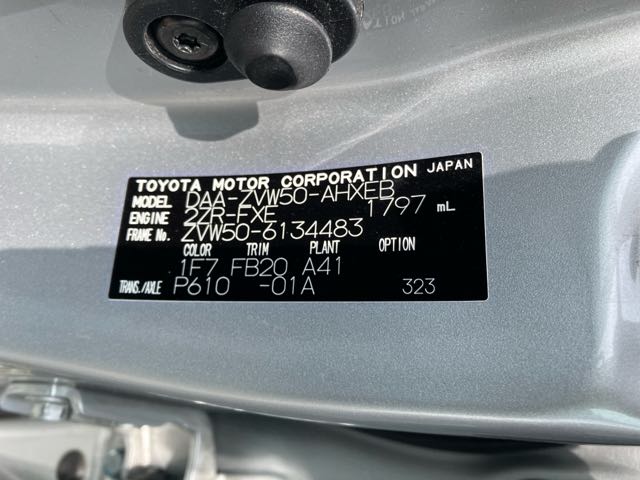 TOYOTA MOTOR CORPORATION JAPAN
MODEL DAA-ZVW50-AHXEB
ENGINE 2ZR-FXE 1797 mL
FRAME No. ZVW50-6134483
COLOR TRIM PLANT OPTION
1F7 FB20 A41
TRANS./AXLE P610 -01A 323